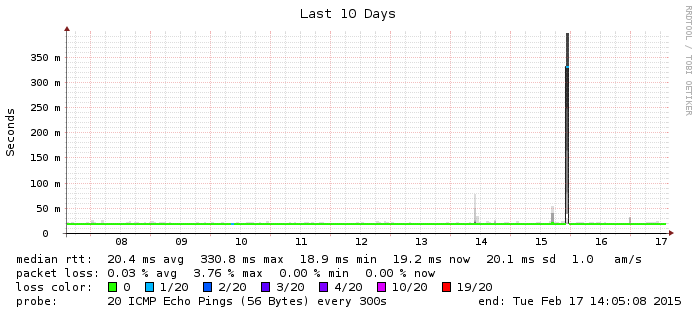 Last 10 Days
RRDTOOL / TOBI OETIKER
Seconds
350 m
300 m
250 m
200 m
150 m
100 m
50 m
0
08 09 10 11 12 13 14 15 16 17
median rtt: 20.4 ms avg 330.8 ms max 18.9 ms min 19.2 ms now 20.1 ms sd 1.0 am/s
packet loss: 0.03 % avg 3.76 % max 0.00 % min 0.00 % now
loss color: 0 1/20 2/20 3/20 4/20 10/20 19/20
probe: 20 ICMP Echo Pings (56 Bytes) every 300s end: Tue Feb 17 14:05:08 2015